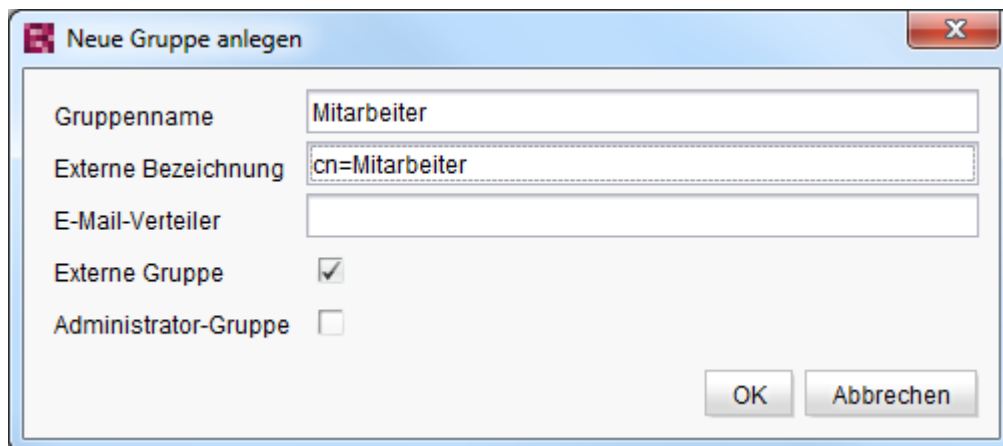 Neue Gruppe anlegen
Gruppenname Mitarbeiter
Externe Bezeichnung cn=Mitarbeiter
E-Mail-Verteiler
Externe Gruppe
Administrator-Gruppe
OK Abbrechen